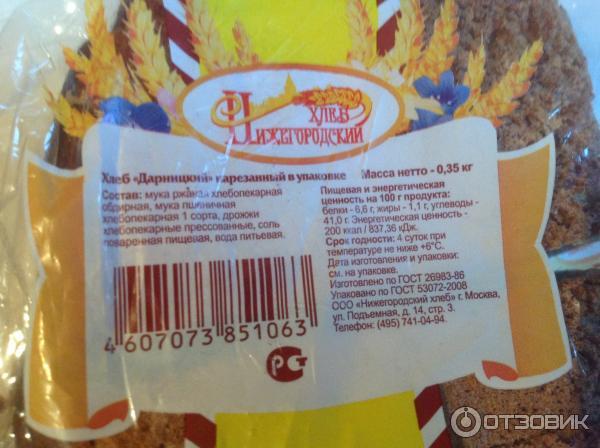 ХЛЕБ
НИЖЕГОРОДСКИЙ
Хлеб «Дарницкий» нарезанный в упаковке
Масса нетто - 0,35 кг
Состав: мука ржаная хлебопекарная
обдирная, мука пшеничная
хлебопекарная 1 сорта, дрожжи
хлебопекарные прессованные, соль
поваренная пищевая, вода питьевая.
Пищевая и энергетическая
ценность на 100 г продукта:
белки - 6,6 г, жиры - 1,1 г, углеводы -
41,0 г. Энергетическая ценность -
200 ккал / 837,36 кДж.
Срок годности: 4 суток при
температуре не ниже +6°С.
Дата изготовления и упаковки:
см. на упаковке.
Изготовлено по ГОСТ 26983-86
Упаковано по ГОСТ 53072-2008
ООО «Нижегородский хлеб» г. Москва,
ул. Подъемная, д. 14, стр. 3.
Телефон: (495) 741-04-94.
4 607073 851063
РСТ
ОТЗОВИК